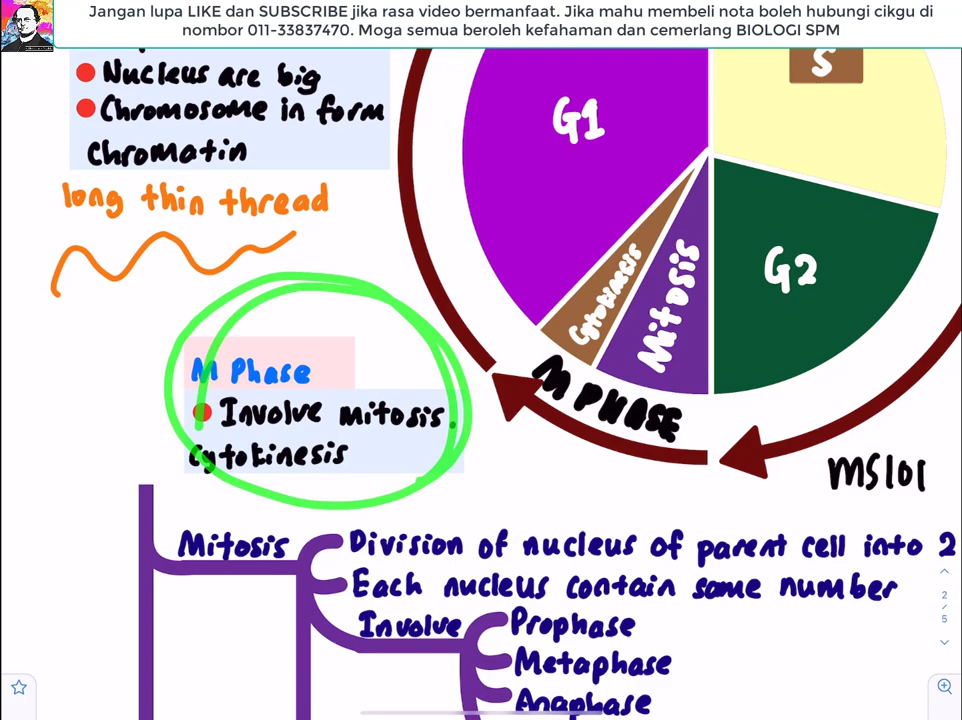 Jangan lupa LIKE dan SUBSCRIBE jika rasa video bermanfaat. Jika mahu membeli nota boleh hubungi cikgu di
nombor 011-33837470. Moga semua beroleh kefahaman dan cemerlang BIOLOGI SPM
Nucleus are big
Chromosome in form
chromatin
long thin thread
S
G1
G2
Cytokinesis
Mitosis
M PHASE
MS101
M Phase
Involve mitosis.
cytokinesis
Mitosis
Division of nucleus of parent cell into 2
Each nucleus contain same number
Involve
Prophase
Metaphase
Anaphase
2
/
5